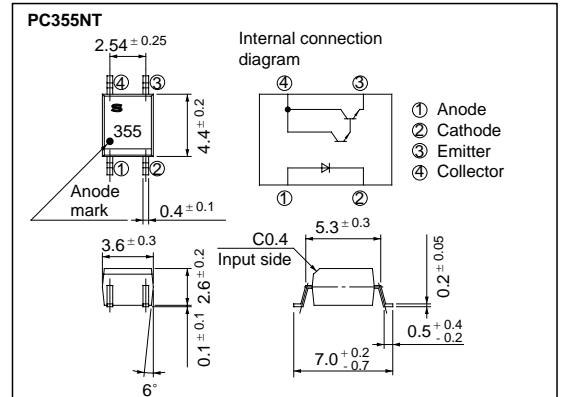 PC355NT
2.54 ± 0.25
Internal connection
diagram
④ ③
④ ③
S
355
4.4 ± 0.2
① Anode
② Cathode
③ Emitter
④ Collector
① ②
① ②
Anode
mark
0.4 ± 0.1
3.6 ± 0.3
2.6 ± 0.2
0.1 ± 0.1
6°
C0.4
Input side
5.3 ± 0.3
0.2 ± 0.05
0.5 + 0.4 - 0.2
7.0 + 0.2 - 0.7